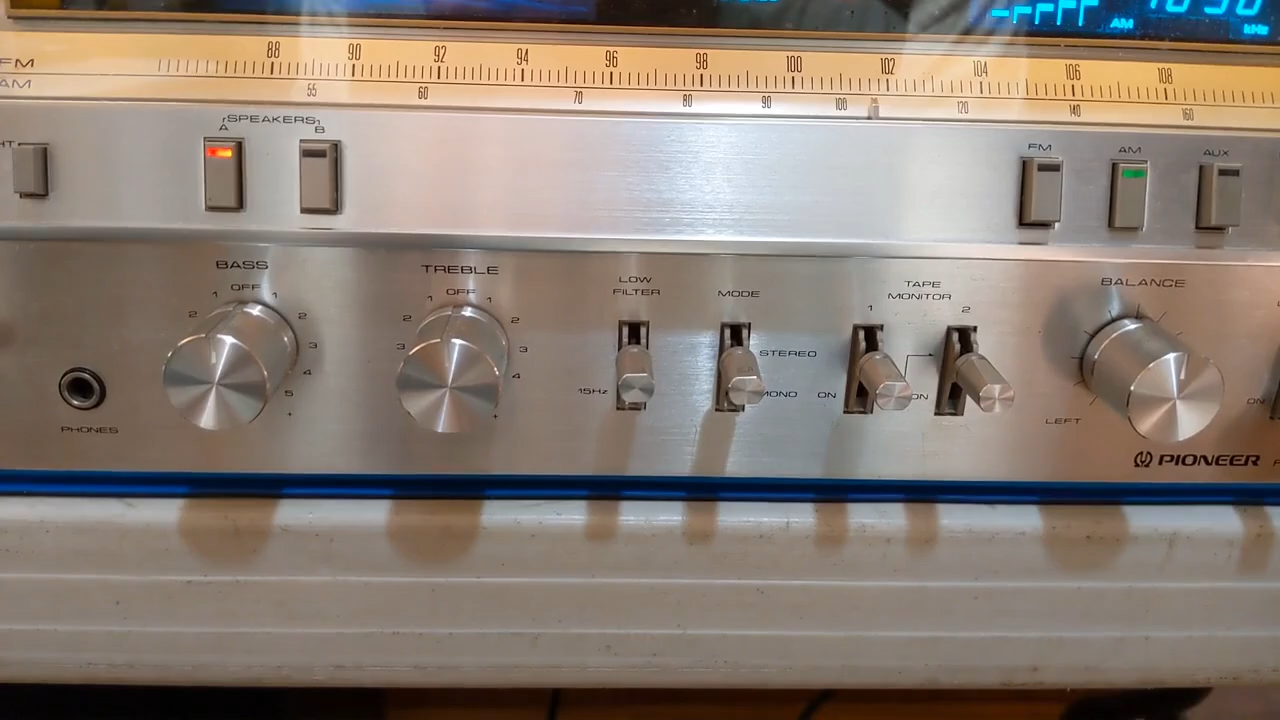 AM kHz
FM 88 90 92 94 96 98 100 102 104 106 108
AM 55 60 70 80 90 100 120 140 160
SPEAKERS
A B
FM AM AUX
BASS
OFF
1 1
2 2
3
4
5
TREBLE
OFF
1 1
2 2
3 3
4
LOW
FILTER
15Hz
MODE
STEREO
MONO
TAPE
MONITOR
1 2
ON ON
BALANCE
LEFT
ON
PHONES
PIONEER